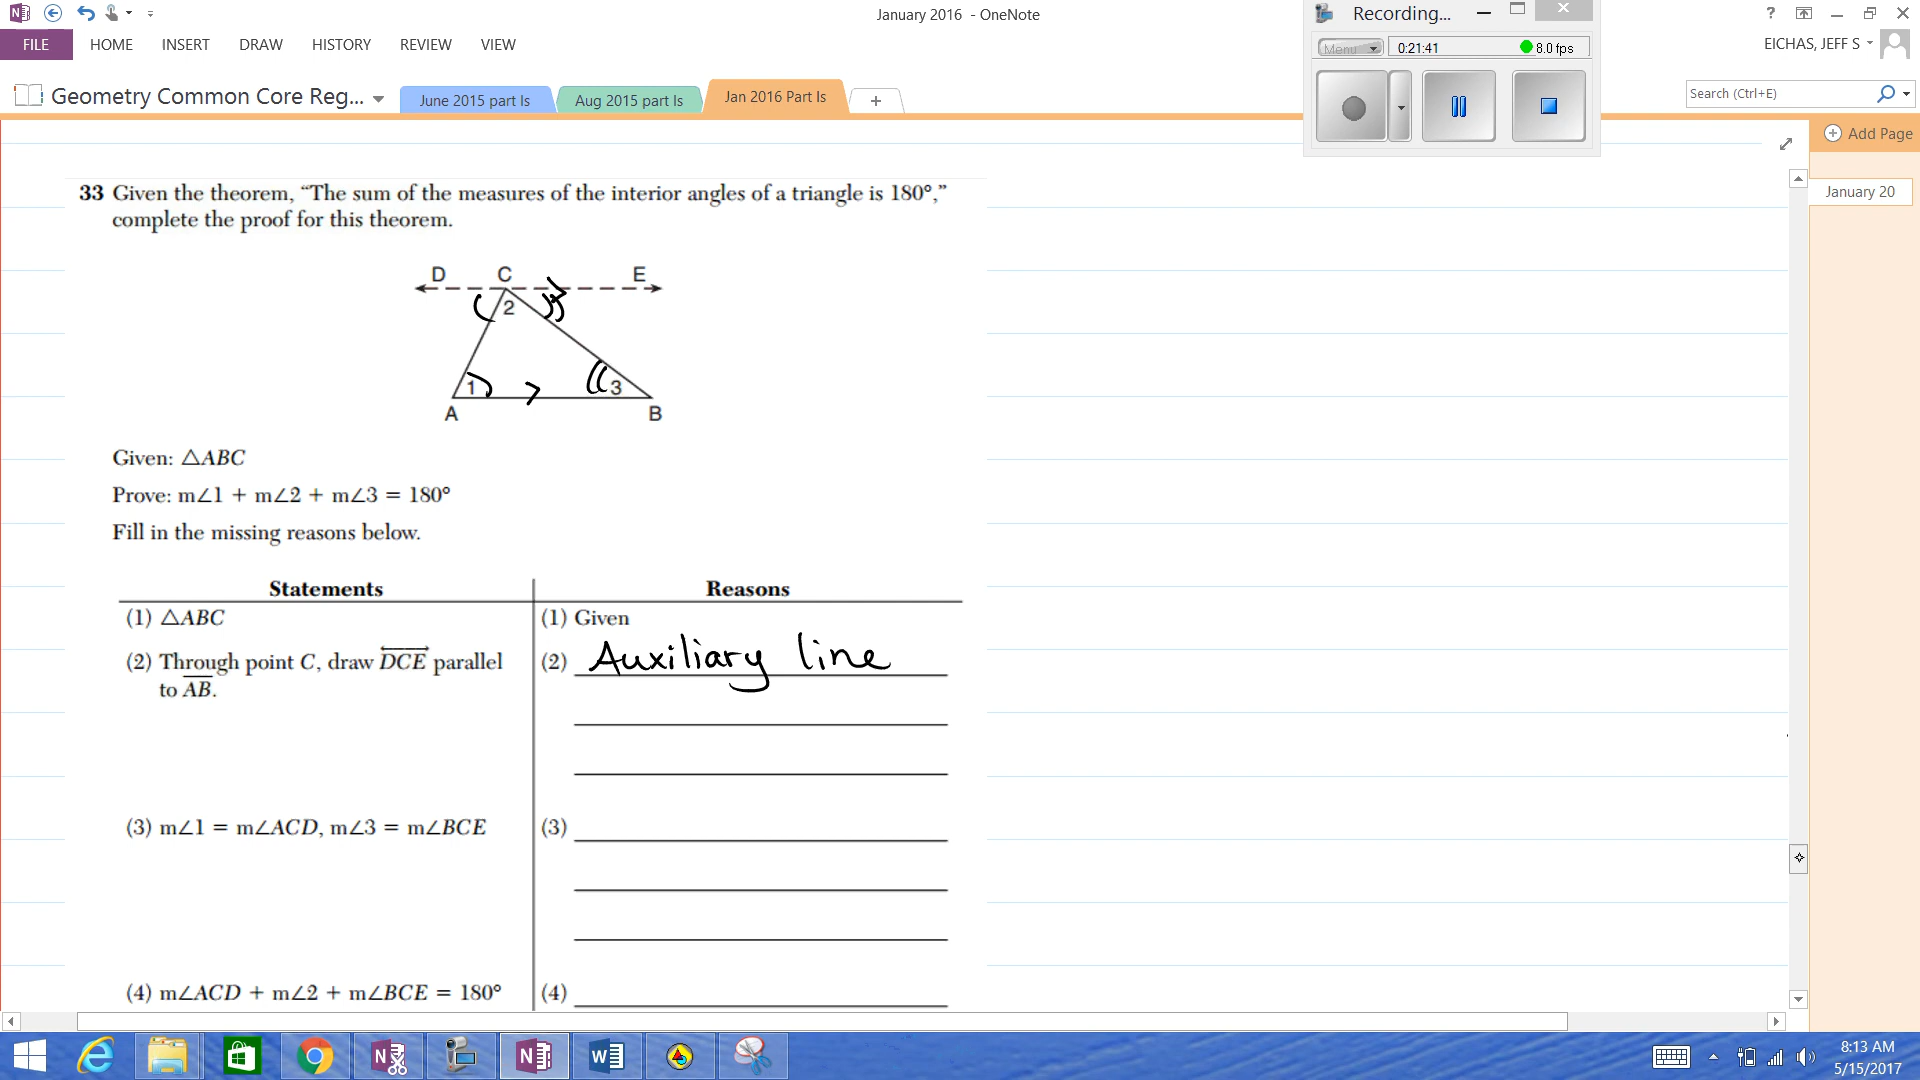 January 2016 - OneNote
Recording...
?
FILE HOME INSERT DRAW HISTORY REVIEW VIEW
EICHAS, JEFF S
Menu 0:21:41 8.0 fps
Geometry Common Core Reg...
June 2015 part Is
Aug 2015 part Is
Jan 2016 Part Is
+
Search (Ctrl+E)
Add Page
January 20
33 Given the theorem, “The sum of the measures of the interior angles of a triangle is 180°,”
complete the proof for this theorem.
D C E
2
1 3
A B
Given: △ABC
Prove: m∠1 + m∠2 + m∠3 = 180°
Fill in the missing reasons below.
Statements Reasons
(1) △ABC (1) Given
(2) Through point C, draw DCE parallel (2) Auxiliary line
to AB.
(3) m∠1 = m∠ACD, m∠3 = m∠BCE (3)
(4) m∠ACD + m∠2 + m∠BCE = 180° (4)
8:13 AM
5/15/2017